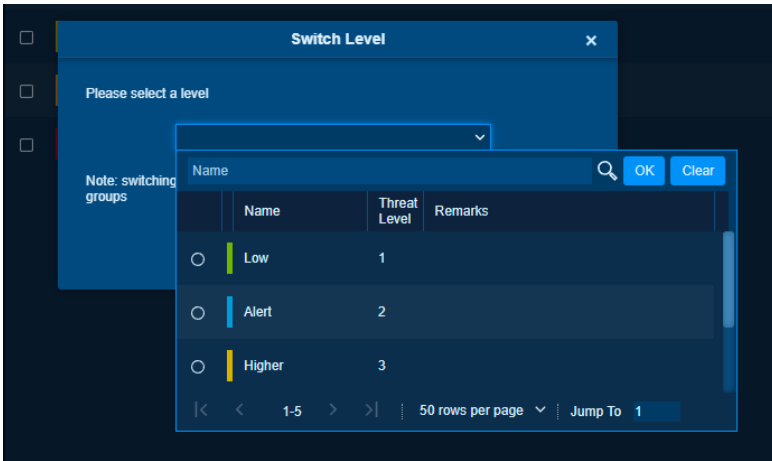 Switch Level
Please select a level
Note: switching
groups
Name
OK
Clear
Name
Threat
Level
Remarks
Low
1
Alert
2
Higher
3
1-5
50 rows per page
Jump To
1